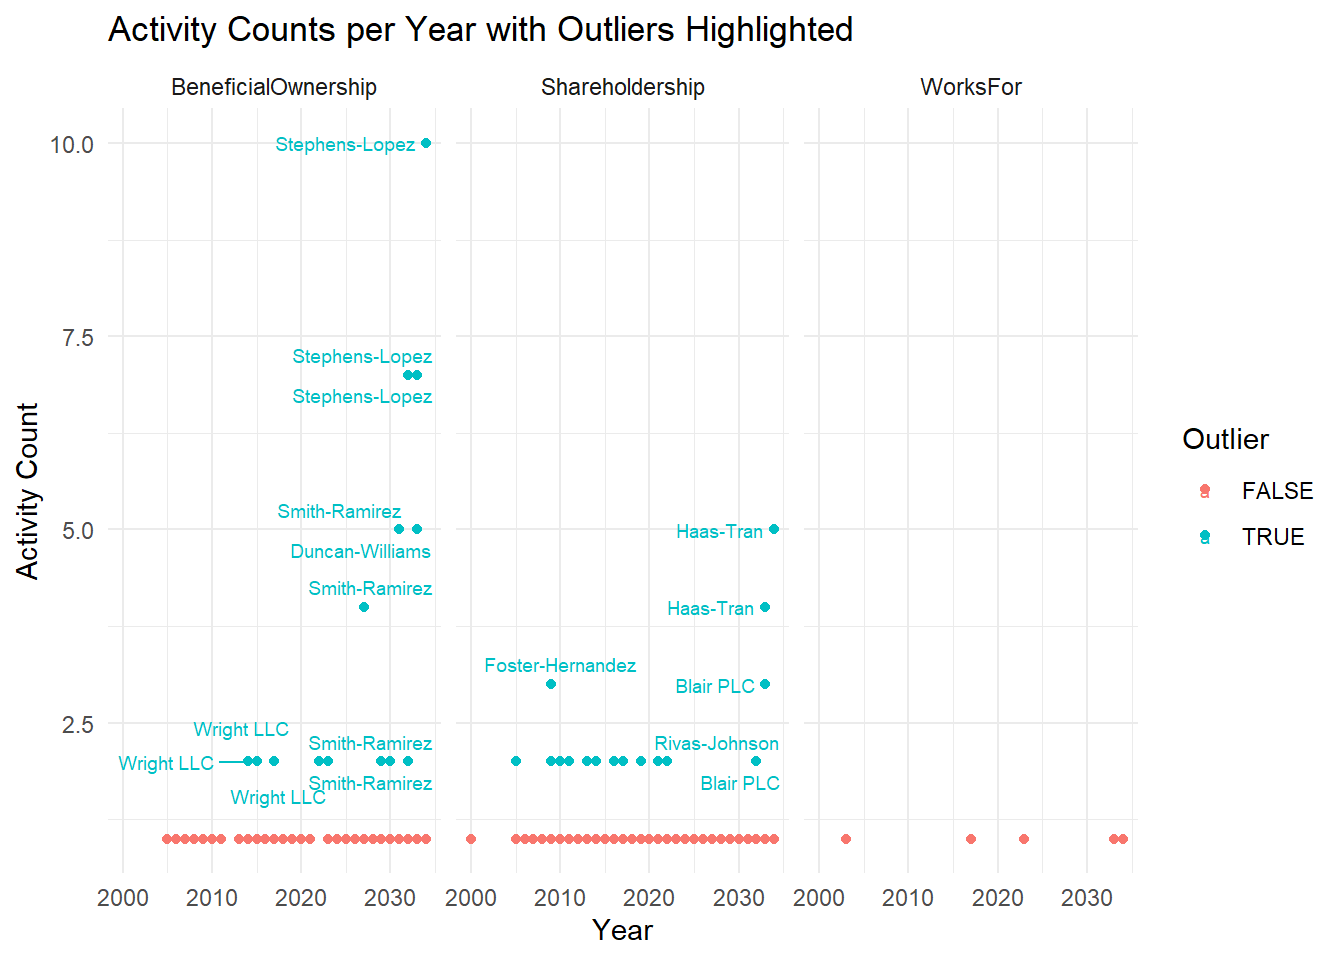 Activity Counts per Year with Outliers Highlighted
BeneficialOwnership
Shareholdership
WorksFor
10.0
7.5
5.0
2.5
Activity Count
Stephens-Lopez
Stephens-Lopez
Stephens-Lopez
Smith-Ramirez
Duncan-Williams
Smith-Ramirez
Wright LLC
Smith-Ramirez
Wright LLC
Smith-Ramirez
Wright LLC
Haas-Tran
Haas-Tran
Foster-Hernandez
Blair PLC
Rivas-Johnson
Blair PLC
2000 2010 2020 2030
2000 2010 2020 2030
2000 2010 2020 2030
Year
Outlier
a FALSE
a TRUE